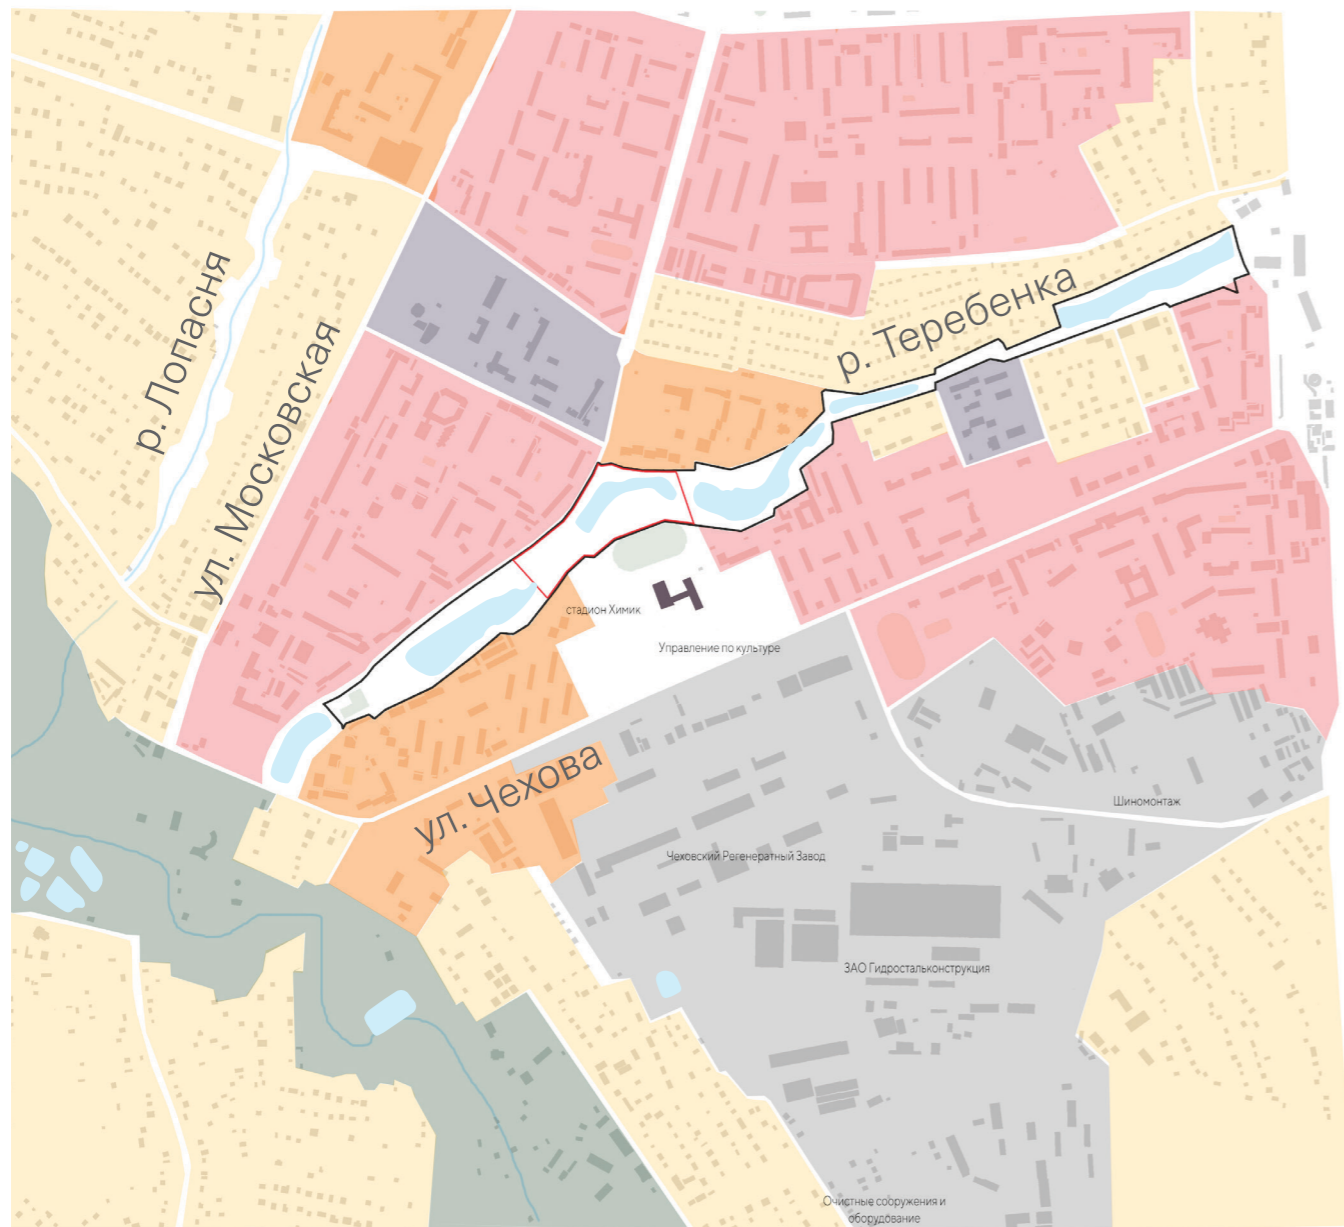 р. Лопасня
ул. Московская
р. Теребенка
стадион Химик
Управление по культуре
ул. Чехова
Шиномонтаж
Чеховский Регенератный Завод
ЗАО Гидростальконструкция
Очистные сооружения и
оборудование